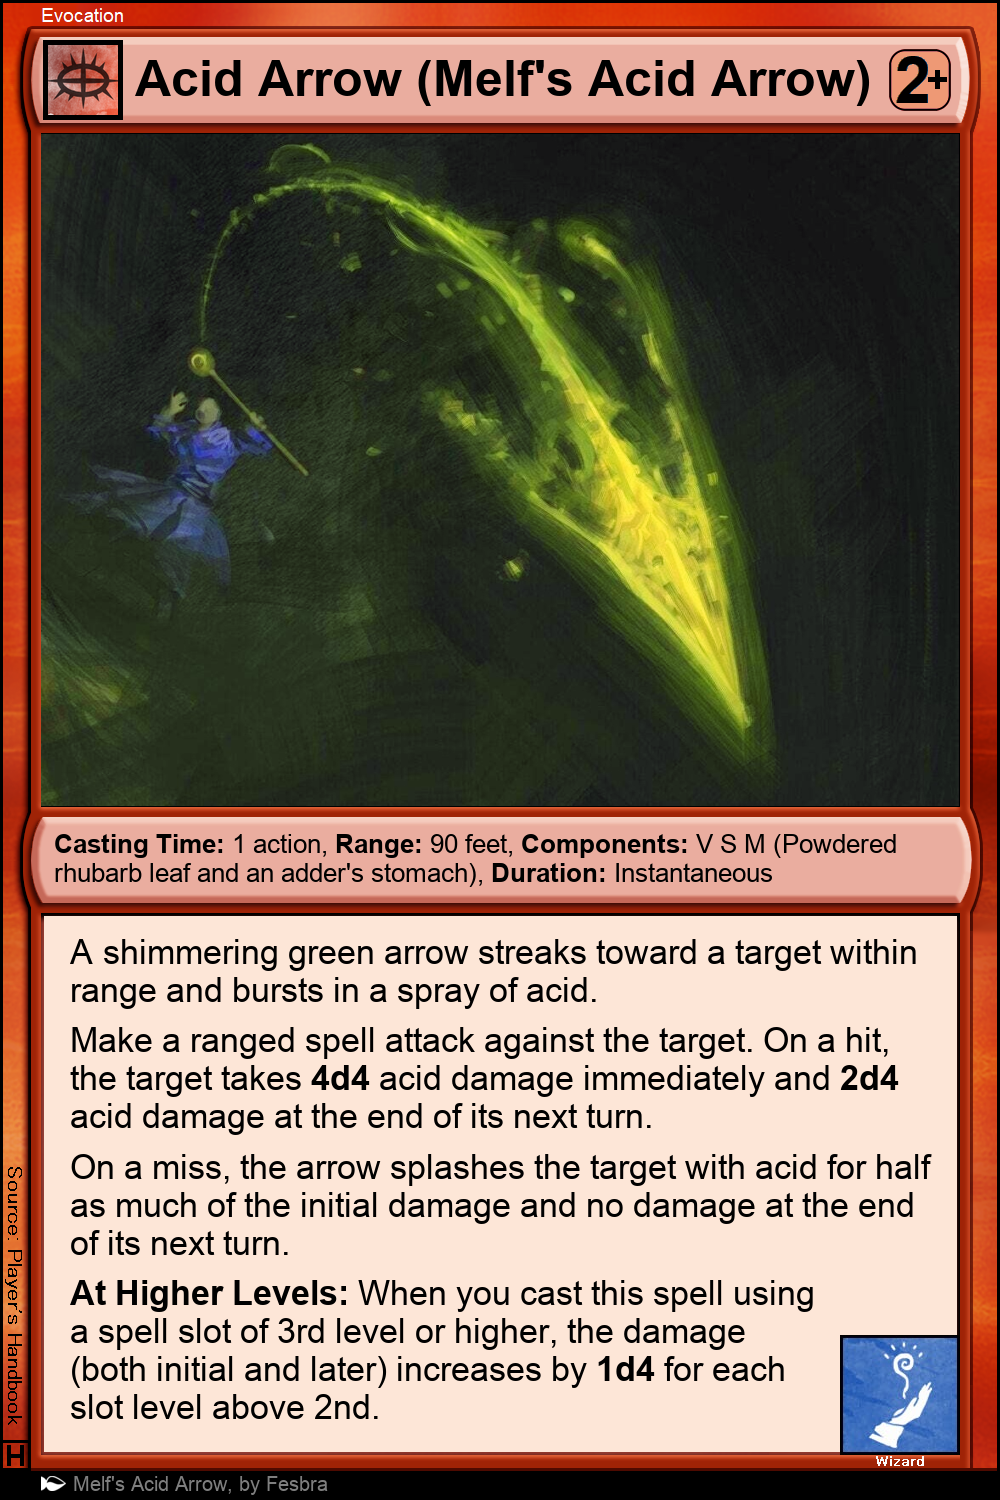 Evocation
Acid Arrow (Melf's Acid Arrow)
2+
Casting Time: 1 action, Range: 90 feet, Components: V S M (Powdered
rhubarb leaf and an adder's stomach), Duration: Instantaneous
A shimmering green arrow streaks toward a target within
range and bursts in a spray of acid.
Make a ranged spell attack against the target. On a hit,
the target takes 4d4 acid damage immediately and 2d4
acid damage at the end of its next turn.
On a miss, the arrow splashes the target with acid for half
as much of the initial damage and no damage at the end
of its next turn.
At Higher Levels: When you cast this spell using
a spell slot of 3rd level or higher, the damage
(both initial and later) increases by 1d4 for each
slot level above 2nd.
Source: Player's Handbook
H
Wizard
Melf's Acid Arrow, by Fesbra